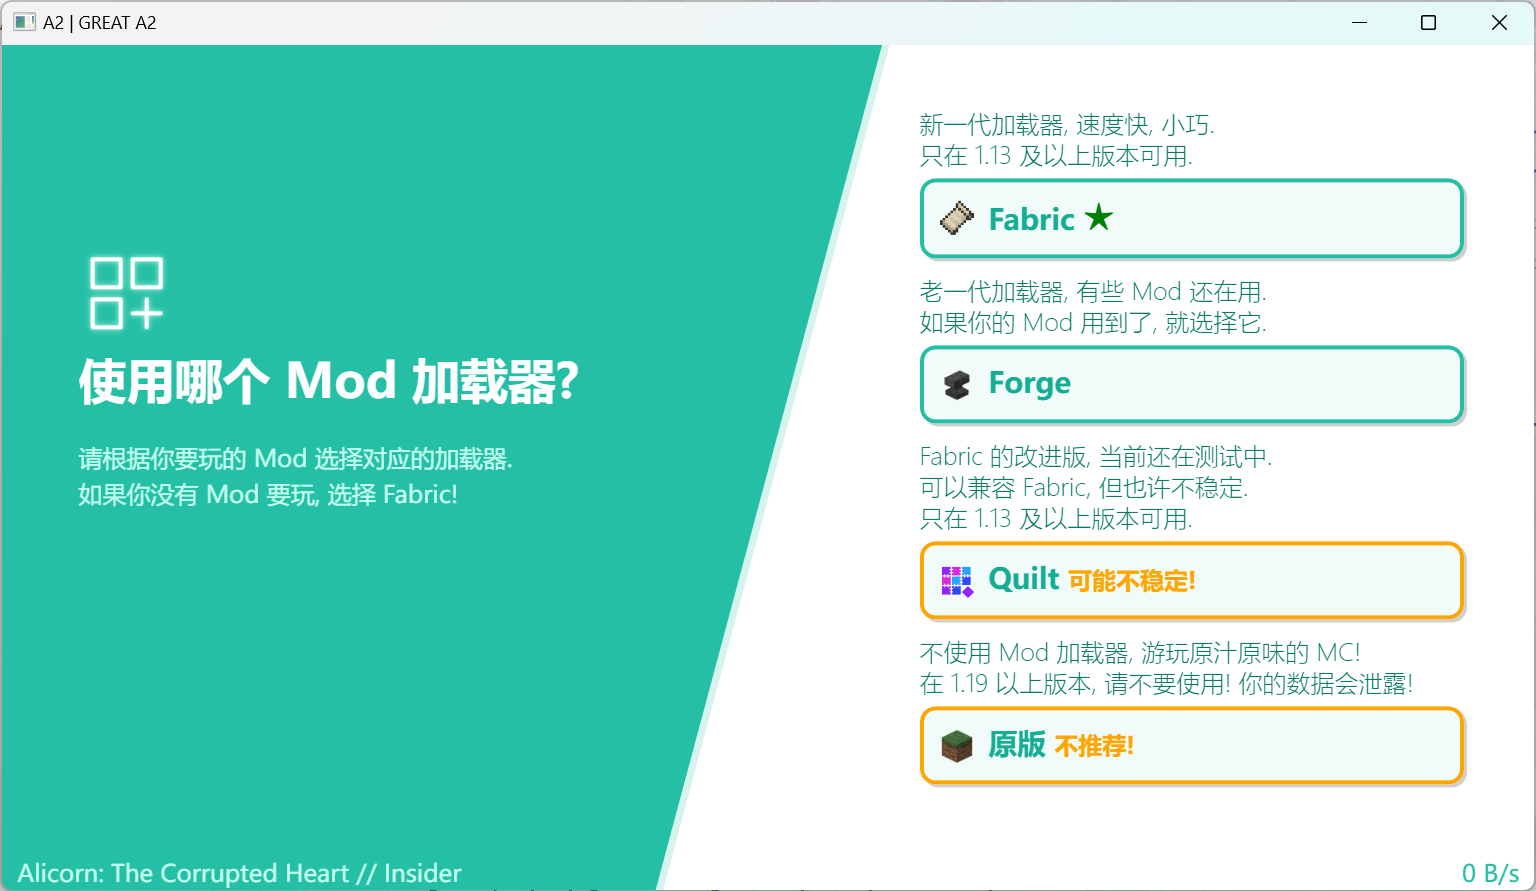 A2 | GREAT A2
使用哪个 Mod 加载器?
请根据你要玩的 Mod 选择对应的加载器.
如果你没有 Mod 要玩, 选择 Fabric!
新一代加载器, 速度快, 小巧.
只在 1.13 及以上版本可用.
Fabric ★
老一代加载器, 有些 Mod 还在用.
如果你的 Mod 用到了, 就选择它.
Forge
Fabric 的改进版, 当前还在测试中.
可以兼容 Fabric, 但也许不稳定.
只在 1.13 及以上版本可用.
Quilt 可能不稳定!
不使用 Mod 加载器, 游玩原汁原味的 MC!
在 1.19 以上版本, 请不要使用! 你的数据会泄露!
原版 不推荐!
Alicorn: The Corrupted Heart // Insider
0 B/s